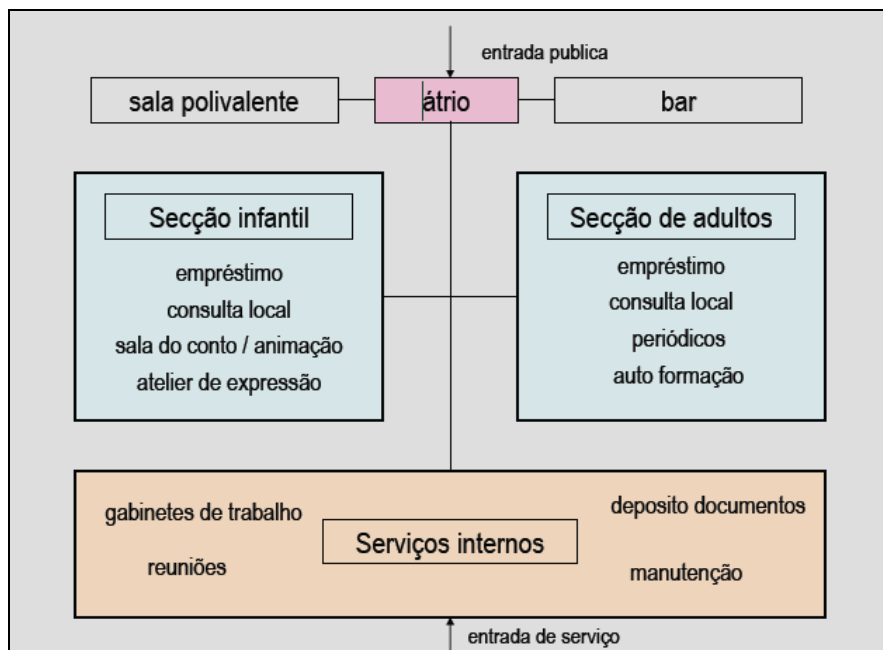 entrada publica
sala polivalente
átrio
bar
Secção infantil
empréstimo
consulta local
sala do conto / animação
atelier de expressão
Secção de adultos
empréstimo
consulta local
periódicos
auto formação
gabinetes de trabalho
reuniões
Serviços internos
deposito documentos
manutenção
entrada de serviço